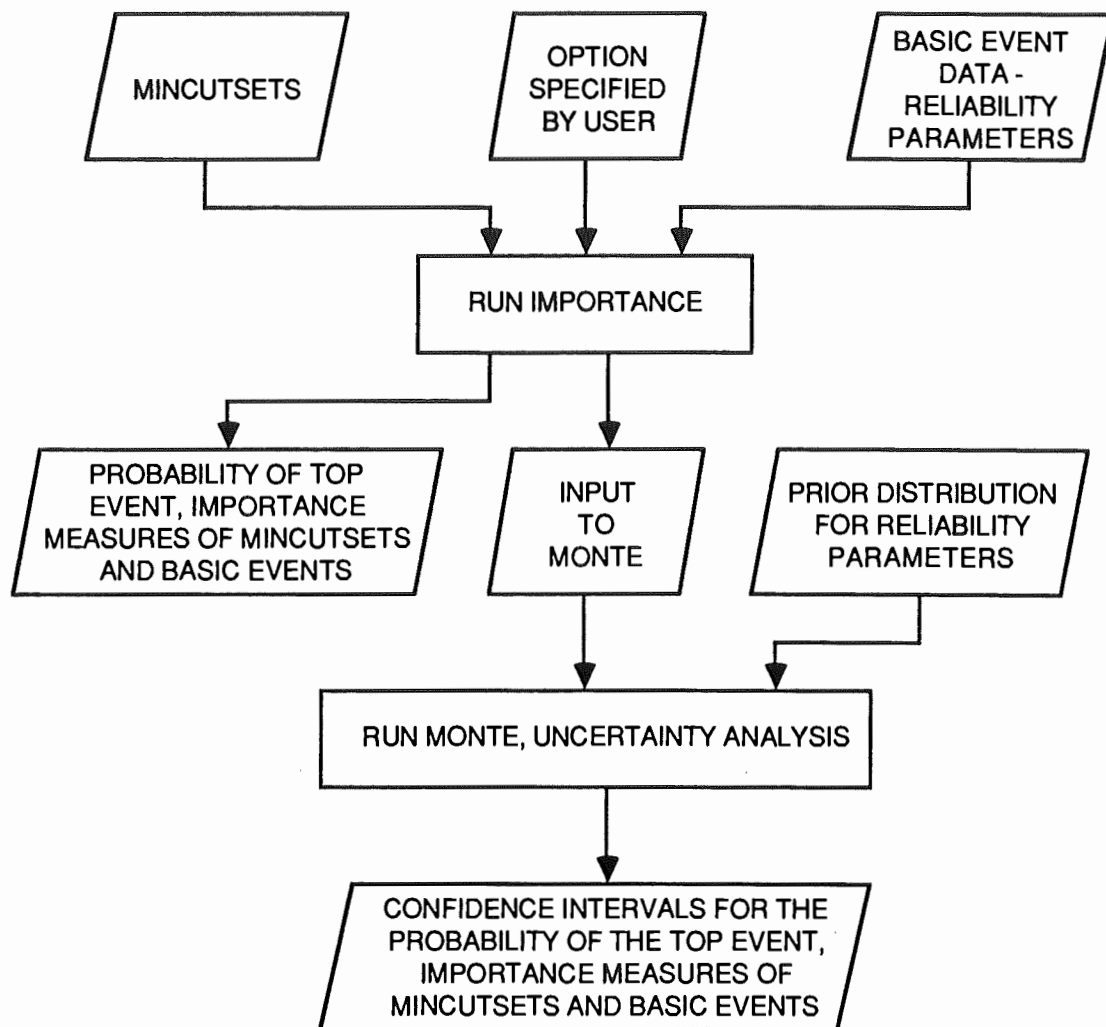 MINCUTSETS
OPTION
SPECIFIED
BY USER
BASIC EVENT
DATA -
RELIABILITY
PARAMETERS
RUN IMPORTANCE
PROBABILITY OF TOP
EVENT, IMPORTANCE
MEASURES OF MINCUTSETS
AND BASIC EVENTS
INPUT
TO
MONTE
PRIOR DISTRIBUTION
FOR RELIABILITY
PARAMETERS
RUN MONTE, UNCERTAINTY ANALYSIS
CONFIDENCE INTERVALS FOR THE
PROBABILITY OF THE TOP EVENT,
IMPORTANCE MEASURES OF
MINCUTSETS AND BASIC EVENTS